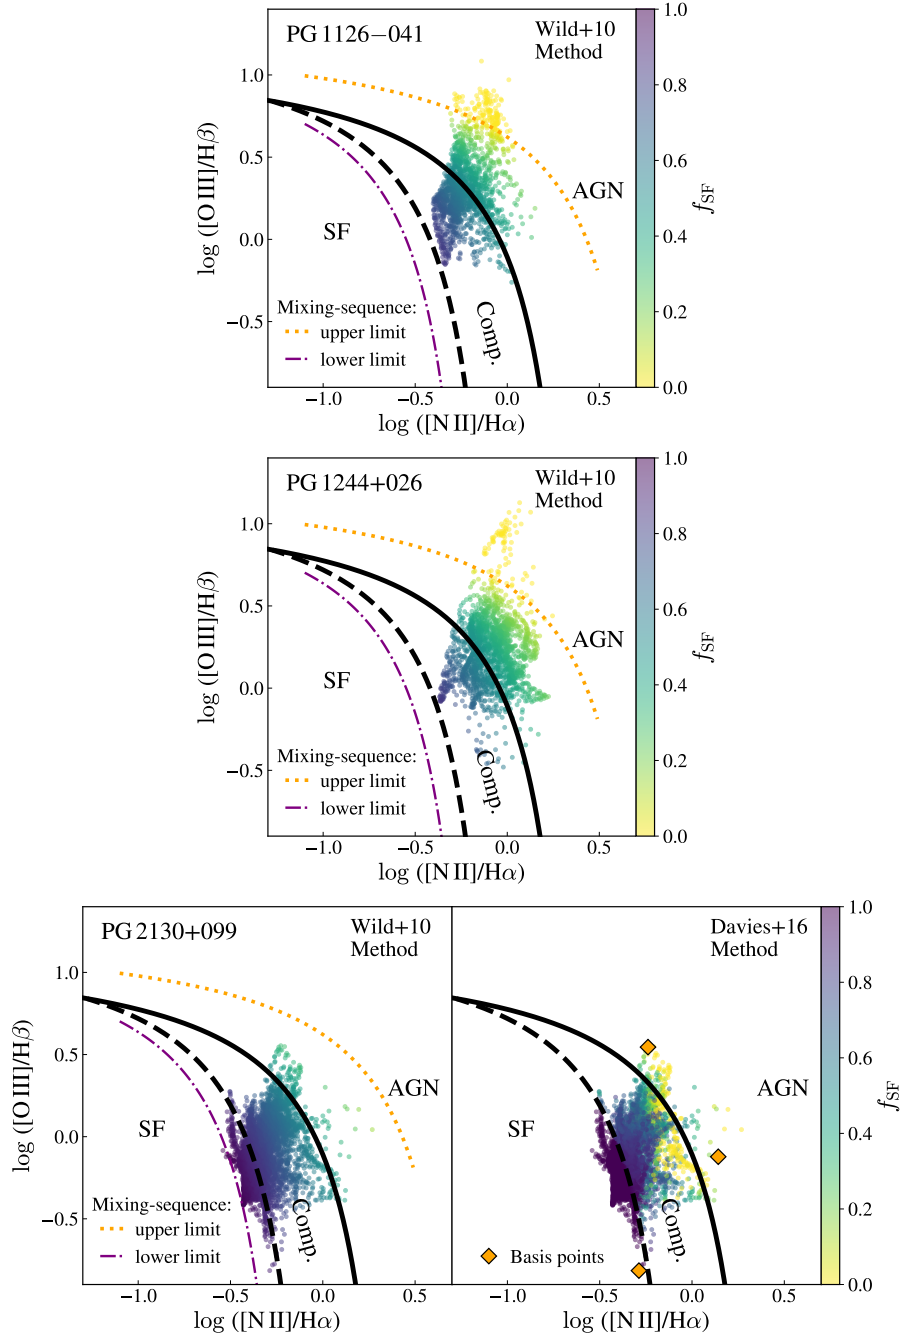 PG 1126−041
Wild+10
Method
1.0
0.5
0.0
−0.5
log ([O III]/Hβ)
SF
AGN
Comp.
Mixing-sequence:
upper limit
lower limit
−1.0
−0.5
0.0
0.5
log ([N II]/Hα)
1.0
0.8
0.6
0.4
0.2
0.0
f_SF
PG 1244+026
Wild+10
Method
1.0
0.5
0.0
−0.5
log ([O III]/Hβ)
SF
AGN
Comp.
Mixing-sequence:
upper limit
lower limit
−1.0
−0.5
0.0
0.5
log ([N II]/Hα)
1.0
0.8
0.6
0.4
0.2
0.0
f_SF
PG 2130+099
Wild+10
Method
1.0
0.5
0.0
−0.5
log ([O III]/Hβ)
SF
AGN
Comp.
Mixing-sequence:
upper limit
lower limit
−1.0
−0.5
0.0
0.5
log ([N II]/Hα)
Davies+16
Method
SF
AGN
Comp.
Basis points
−1.0
−0.5
0.0
0.5
log ([N II]/Hα)
1.0
0.8
0.6
0.4
0.2
0.0
f_SF